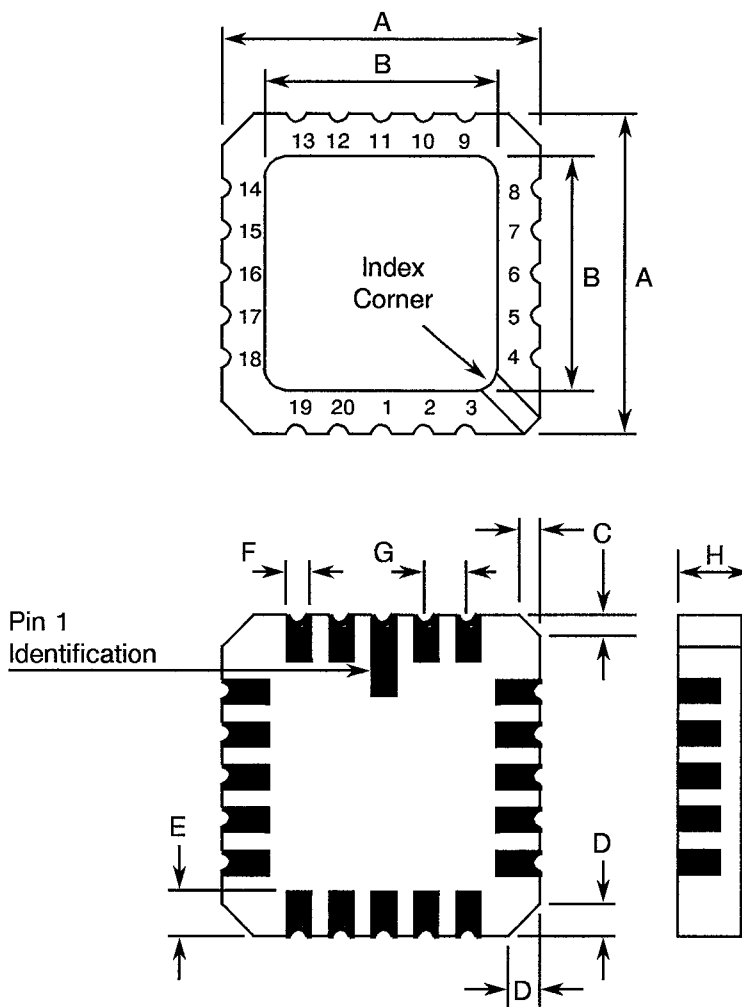 A
B
13 12 11 10 9
14 8
15 7
16 Index 6 B A
Corner
17 5
18 4
19 20 1 2 3
C
F G H
Pin 1
Identification
E D
D